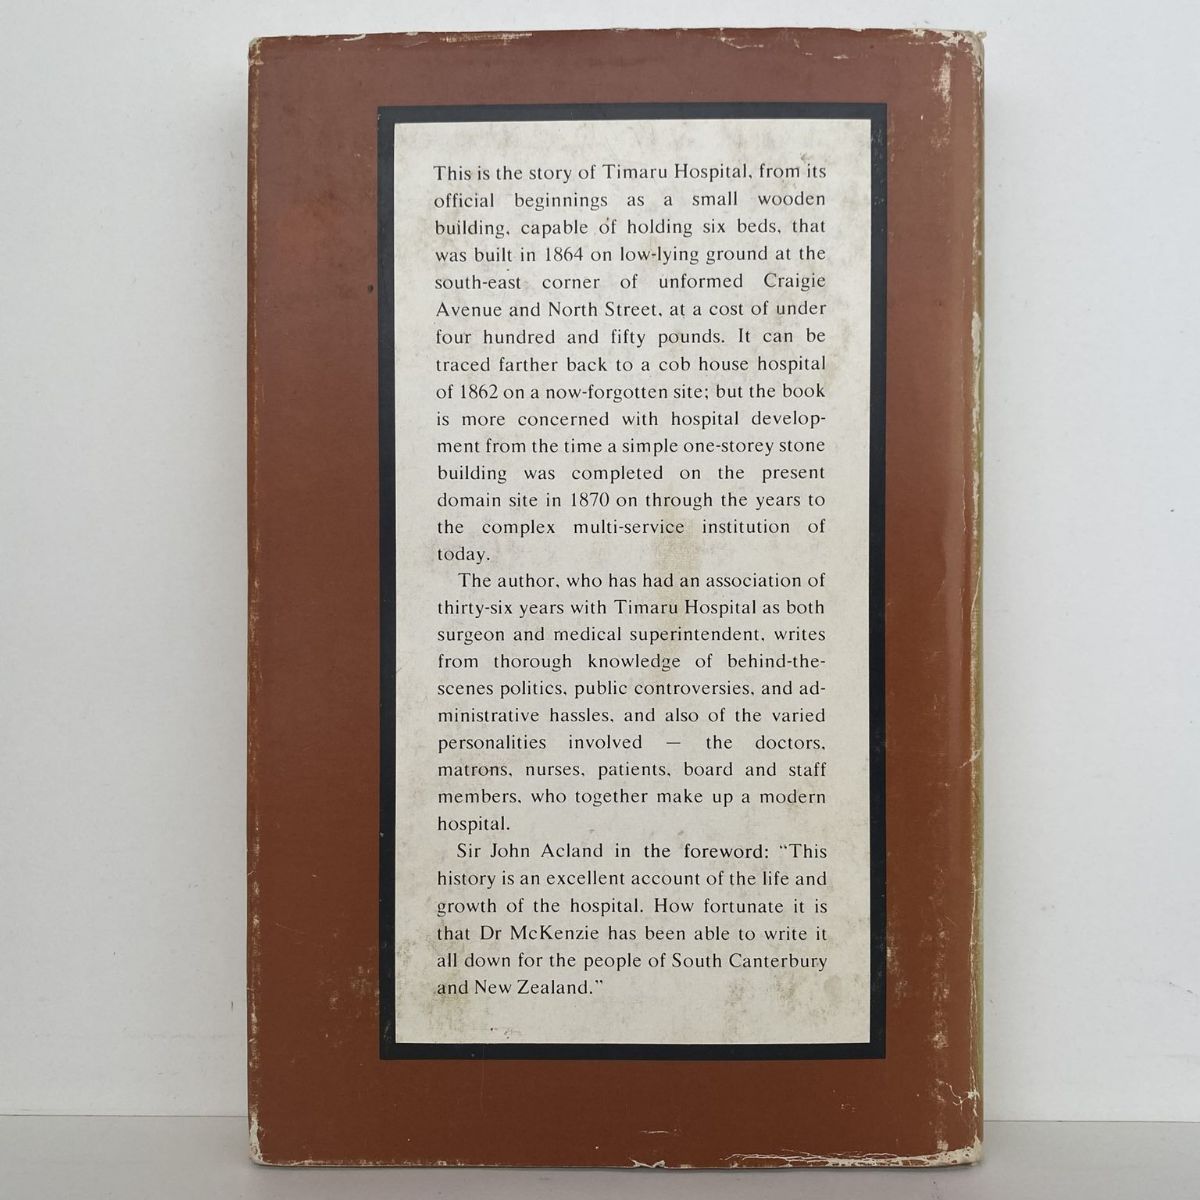 This is the story of Timaru Hospital, from its
official beginnings as a small wooden
building, capable of holding six beds, that
was built in 1864 on low-lying ground at the
south-east corner of unformed Craigie
Avenue and North Street, at a cost of under
four hundred and fifty pounds. It can be
traced farther back to a cob house hospital
of 1862 on a now-forgotten site; but the book
is more concerned with hospital develop-
ment from the time a simple one-storey stone
building was completed on the present
domain site in 1870 on through the years to
the complex multi-service institution of
today.
The author, who has had an association of
thirty-six years with Timaru Hospital as both
surgeon and medical superintendent, writes
from thorough knowledge of behind-the-
scenes politics, public controversies, and ad-
ministrative hassles, and also of the varied
personalities involved — the doctors,
matrons, nurses, patients, board and staff
members, who together make up a modern
hospital.
Sir John Acland in the foreword: “This
history is an excellent account of the life and
growth of the hospital. How fortunate it is
that Dr McKenzie has been able to write it
all down for the people of South Canterbury
and New Zealand.”